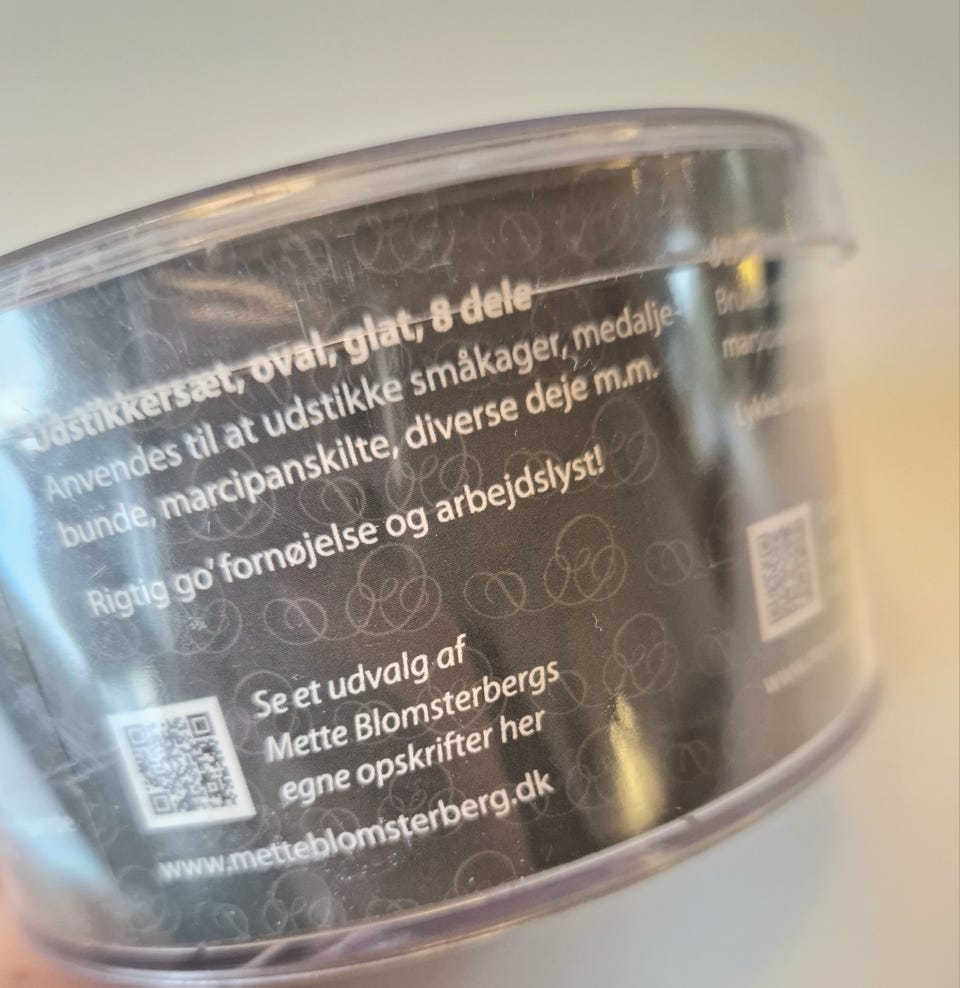 Udstikkersæt, oval, glat, 8 dele
Anvendes til at udstikke småkager, medalje-
bunde, marcipanskilte, diverse deje m.m.
Rigtig go' fornøjelse og arbejdslyst!
Se et udvalg af
Mette Blomsterbergs
egne opskrifter her
www.metteblomsterberg.dk